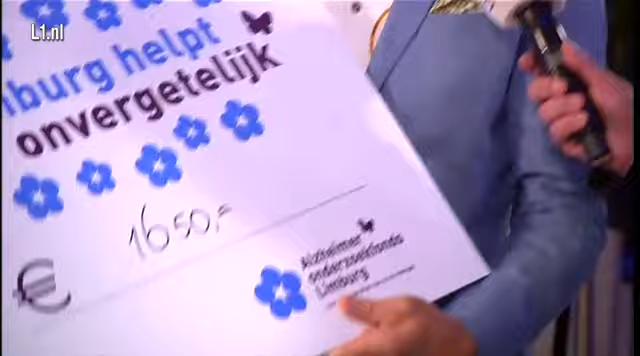 L1.nl
mburg helpt
onvergetelijk
€ 1650,=
Alzheimer
onderzoeksfonds
Limburg